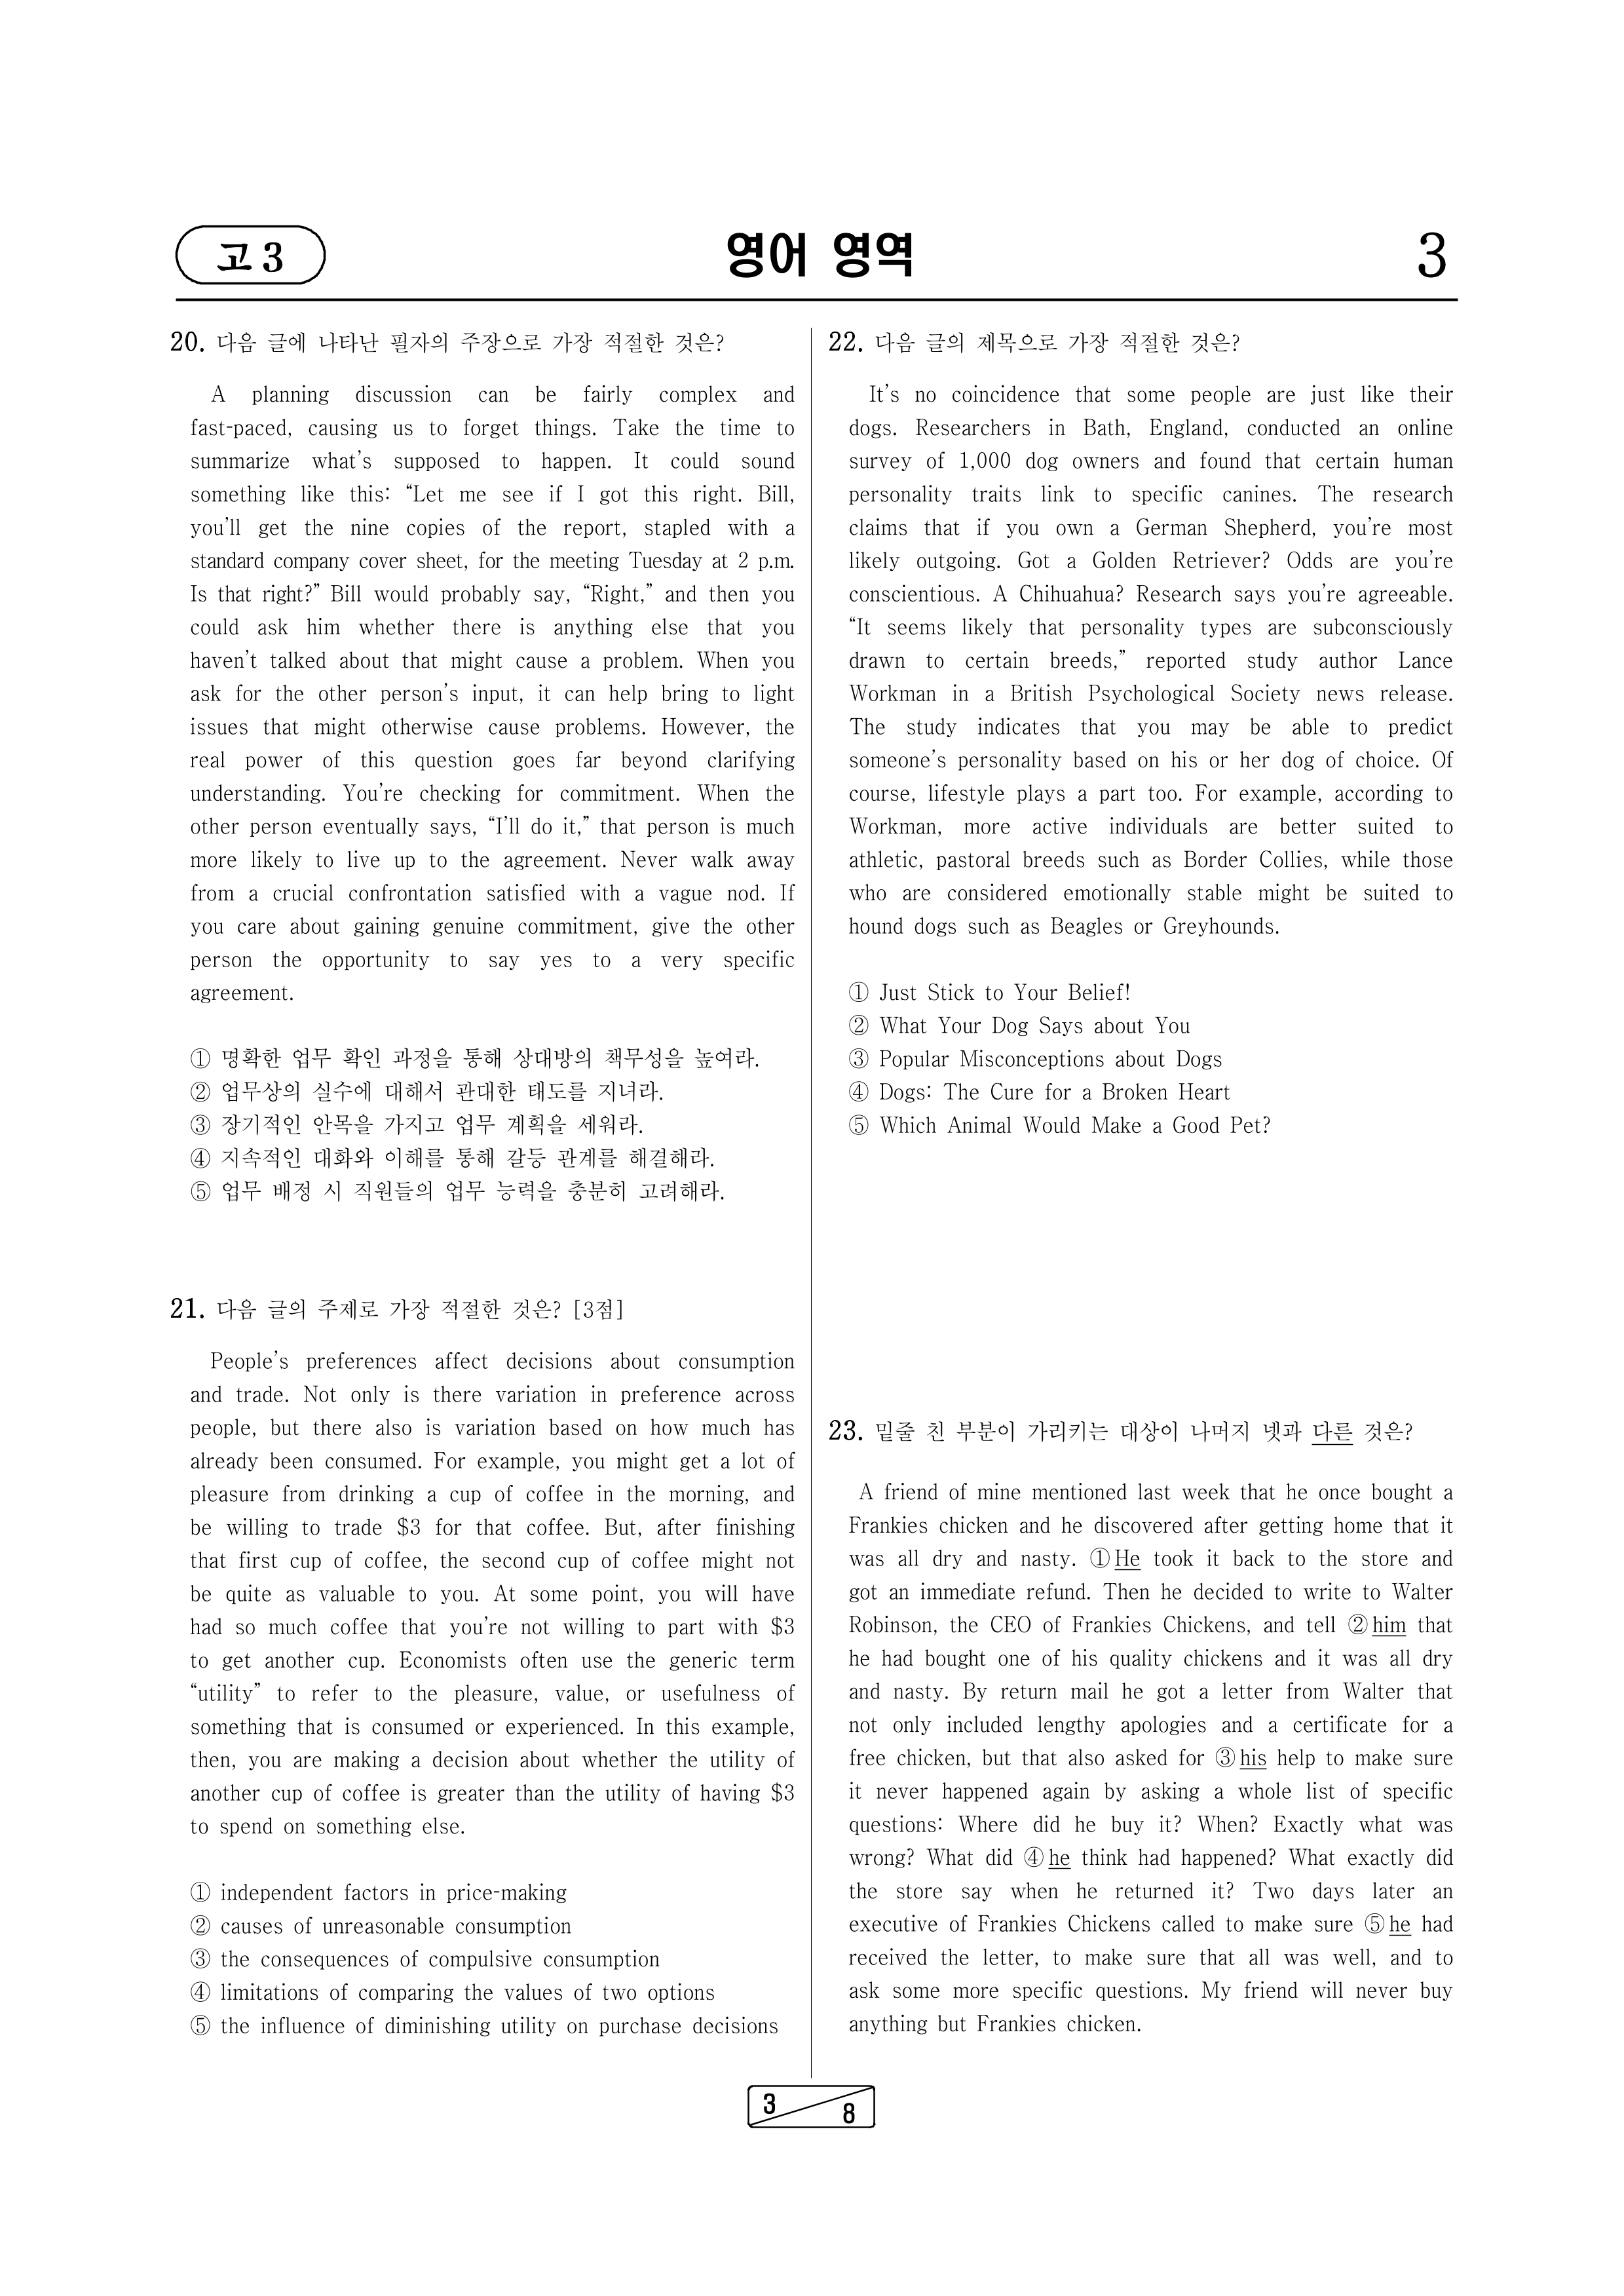 고 3
영어 영역
3
20. 다음 글에 나타난 필자의 주장으로 가장 적절한 것은?
A planning discussion can be fairly complex and
fast-paced, causing us to forget things. Take the time to
summarize what's supposed to happen. It could sound
something like this: “Let me see if I got this right. Bill,
you'll get the nine copies of the report, stapled with a
standard company cover sheet, for the meeting Tuesday at 2 p.m.
Is that right?” Bill would probably say, “Right,” and then you
could ask him whether there is anything else that you
haven't talked about that might cause a problem. When you
ask for the other person's input, it can help bring to light
issues that might otherwise cause problems. However, the
real power of this question goes far beyond clarifying
understanding. You're checking for commitment. When the
other person eventually says, “I'll do it,” that person is much
more likely to live up to the agreement. Never walk away
from a crucial confrontation satisfied with a vague nod. If
you care about gaining genuine commitment, give the other
person the opportunity to say yes to a very specific
agreement.
① 명확한 업무 확인 과정을 통해 상대방의 책무성을 높여라.
② 업무상의 실수에 대해서 관대한 태도를 지녀라.
③ 장기적인 안목을 가지고 업무 계획을 세워라.
④ 지속적인 대화와 이해를 통해 갈등 관계를 해결해라.
⑤ 업무 배정 시 직원들의 업무 능력을 충분히 고려해라.
21. 다음 글의 주제로 가장 적절한 것은? [3점]
People's preferences affect decisions about consumption
and trade. Not only is there variation in preference across
people, but there also is variation based on how much has
already been consumed. For example, you might get a lot of
pleasure from drinking a cup of coffee in the morning, and
be willing to trade $3 for that coffee. But, after finishing
that first cup of coffee, the second cup of coffee might not
be quite as valuable to you. At some point, you will have
had so much coffee that you're not willing to part with $3
to get another cup. Economists often use the generic term
“utility” to refer to the pleasure, value, or usefulness of
something that is consumed or experienced. In this example,
then, you are making a decision about whether the utility of
another cup of coffee is greater than the utility of having $3
to spend on something else.
① independent factors in price-making
② causes of unreasonable consumption
③ the consequences of compulsive consumption
④ limitations of comparing the values of two options
⑤ the influence of diminishing utility on purchase decisions
22. 다음 글의 제목으로 가장 적절한 것은?
It's no coincidence that some people are just like their
dogs. Researchers in Bath, England, conducted an online
survey of 1,000 dog owners and found that certain human
personality traits link to specific canines. The research
claims that if you own a German Shepherd, you're most
likely outgoing. Got a Golden Retriever? Odds are you're
conscientious. A Chihuahua? Research says you're agreeable.
“It seems likely that personality types are subconsciously
drawn to certain breeds,” reported study author Lance
Workman in a British Psychological Society news release.
The study indicates that you may be able to predict
someone's personality based on his or her dog of choice. Of
course, lifestyle plays a part too. For example, according to
Workman, more active individuals are better suited to
athletic, pastoral breeds such as Border Collies, while those
who are considered emotionally stable might be suited to
hound dogs such as Beagles or Greyhounds.
① Just Stick to Your Belief!
② What Your Dog Says about You
③ Popular Misconceptions about Dogs
④ Dogs: The Cure for a Broken Heart
⑤ Which Animal Would Make a Good Pet?
23. 밑줄 친 부분이 가리키는 대상이 나머지 넷과 다른 것은?
A friend of mine mentioned last week that he once bought a
Frankies chicken and he discovered after getting home that it
was all dry and nasty. ①He took it back to the store and
got an immediate refund. Then he decided to write to Walter
Robinson, the CEO of Frankies Chickens, and tell ②him that
he had bought one of his quality chickens and it was all dry
and nasty. By return mail he got a letter from Walter that
not only included lengthy apologies and a certificate for a
free chicken, but that also asked for ③his help to make sure
it never happened again by asking a whole list of specific
questions: Where did he buy it? When? Exactly what was
wrong? What did ④he think had happened? What exactly did
the store say when he returned it? Two days later an
executive of Frankies Chickens called to make sure ⑤he had
received the letter, to make sure that all was well, and to
ask some more specific questions. My friend will never buy
anything but Frankies chicken.
3
8